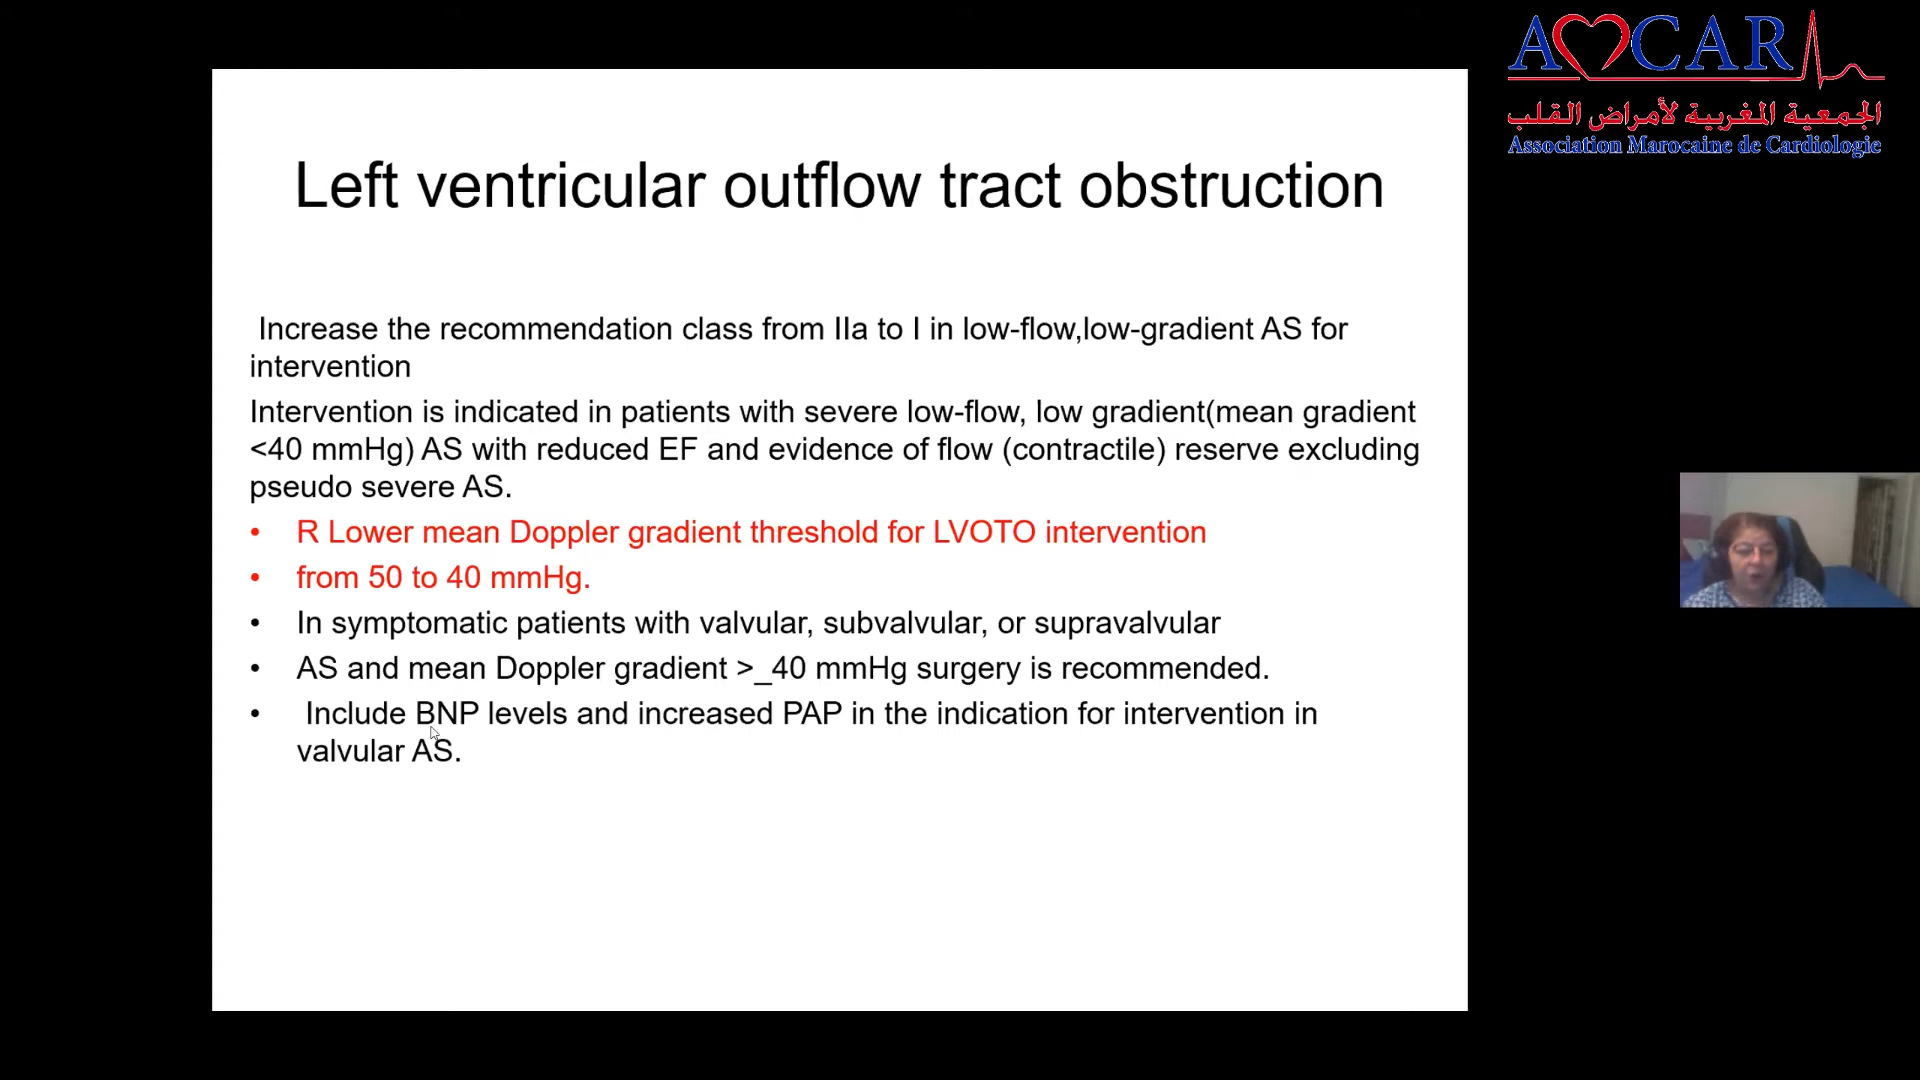 AMCAR
الجمعية المغربية لأمراض القلب
Association Marocaine de Cardiologie
Left ventricular outflow tract obstruction
Increase the recommendation class from IIa to I in low-flow,low-gradient AS for
intervention
Intervention is indicated in patients with severe low-flow, low gradient(mean gradient
<40 mmHg) AS with reduced EF and evidence of flow (contractile) reserve excluding
pseudo severe AS.
• R Lower mean Doppler gradient threshold for LVOTO intervention
• from 50 to 40 mmHg.
• In symptomatic patients with valvular, subvalvular, or supravalvular
• AS and mean Doppler gradient >_40 mmHg surgery is recommended.
• Include BNP levels and increased PAP in the indication for intervention in
valvular AS.